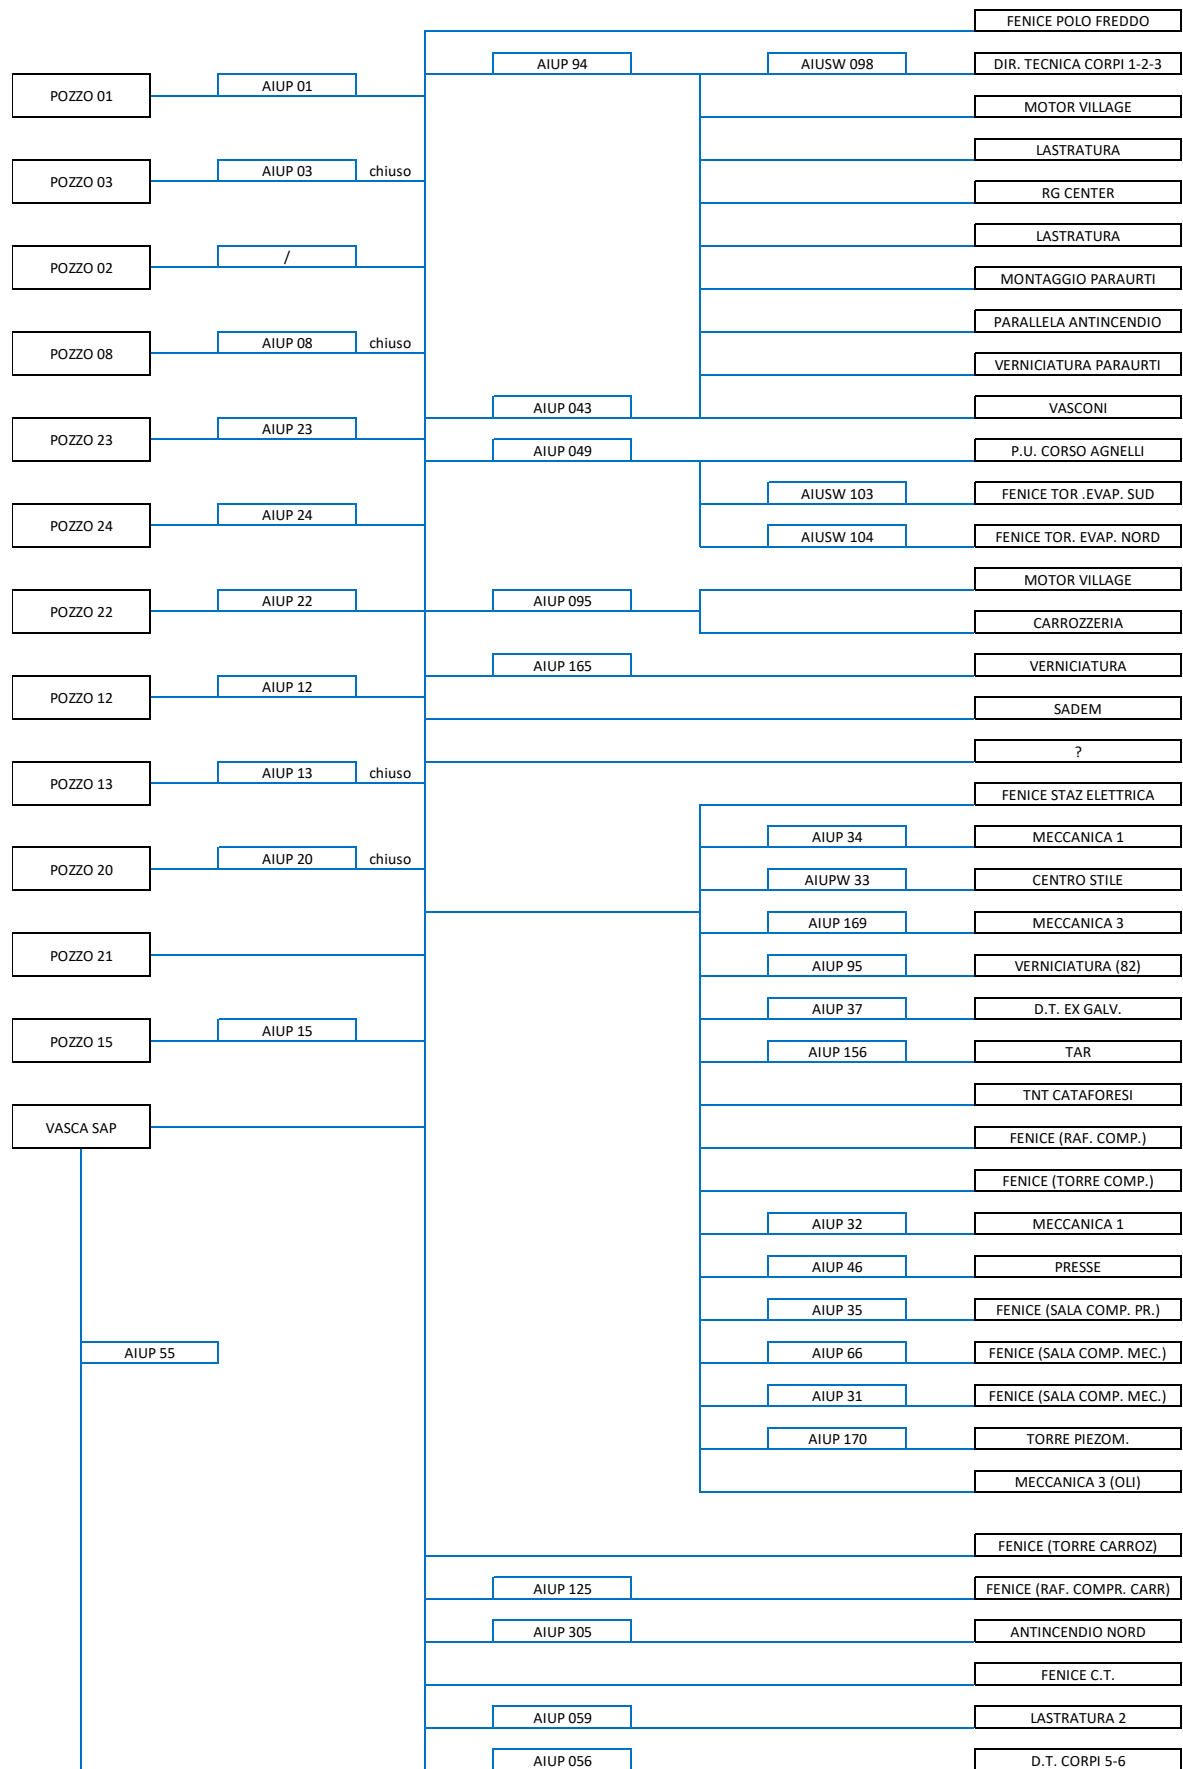 FENICE POLO FREDDO
AIUP 94 AIUSW 098 DIR. TECNICA CORPI 1-2-3
POZZO 01 AIUP 01
MOTOR VILLAGE
LASTRATURA
POZZO 03 AIUP 03 chiuso
RG CENTER
LASTRATURA
POZZO 02 /
MONTAGGIO PARAURTI
PARALLELA ANTINCENDIO
POZZO 08 AIUP 08 chiuso
VERNICIATURA PARAURTI
AIUP 043 VASCONI
POZZO 23 AIUP 23
AIUP 049 P.U. CORSO AGNELLI
AIUSW 103 FENICE TOR .EVAP. SUD
POZZO 24 AIUP 24
AIUSW 104 FENICE TOR. EVAP. NORD
MOTOR VILLAGE
POZZO 22 AIUP 22 AIUP 095
CARROZZERIA
AIUP 165 VERNICIATURA
POZZO 12 AIUP 12
SADEM
?
POZZO 13 AIUP 13 chiuso
FENICE STAZ ELETTRICA
AIUP 34 MECCANICA 1
POZZO 20 AIUP 20 chiuso
AIUPW 33 CENTRO STILE
AIUP 169 MECCANICA 3
POZZO 21
AIUP 95 VERNICIATURA (82)
AIUP 37 D.T. EX GALV.
POZZO 15 AIUP 15
AIUP 156 TAR
TNT CATAFORESI
VASCA SAP
FENICE (RAF. COMP.)
FENICE (TORRE COMP.)
AIUP 32 MECCANICA 1
AIUP 46 PRESSE
AIUP 35 FENICE (SALA COMP. PR.)
AIUP 55 AIUP 66 FENICE (SALA COMP. MEC.)
AIUP 31 FENICE (SALA COMP. MEC.)
AIUP 170 TORRE PIEZOM.
MECCANICA 3 (OLI)
FENICE (TORRE CARROZ)
AIUP 125 FENICE (RAF. COMPR. CARR)
AIUP 305 ANTINCENDIO NORD
FENICE C.T.
AIUP 059 LASTRATURA 2
AIUP 056 D.T. CORPI 5-6